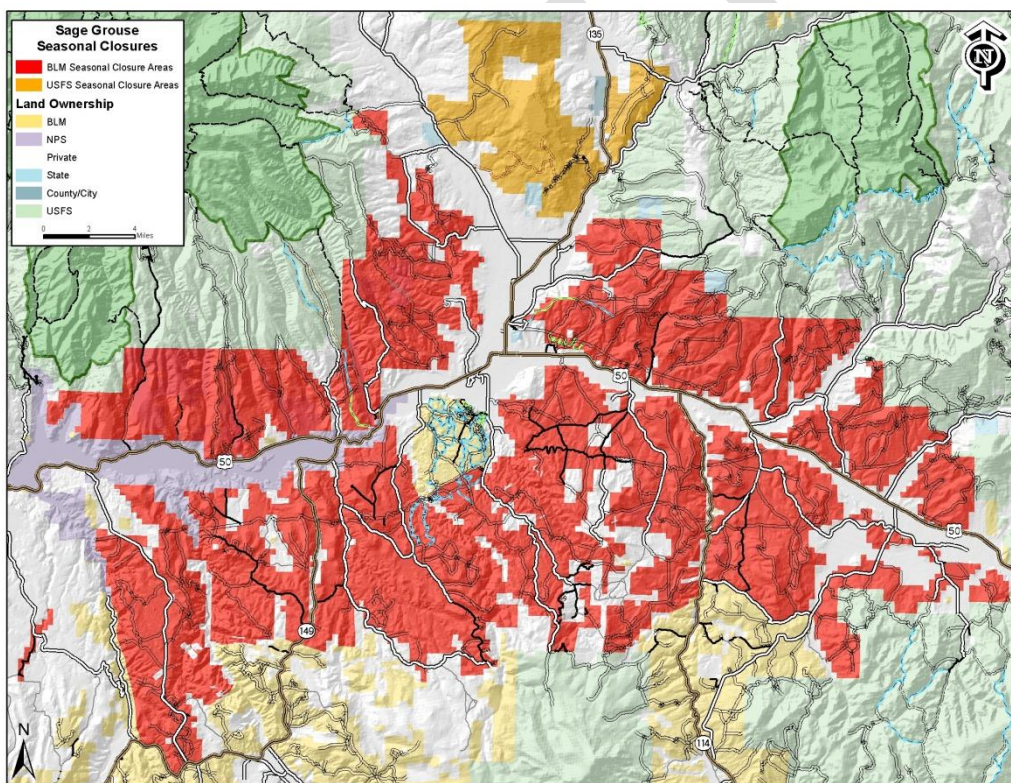 Sage Grouse
Seasonal Closures
BLM Seasonal Closure Areas
USFS Seasonal Closure Areas
Land Ownership
BLM
NPS
Private
State
County/City
USFS
0 2 4
Miles
135
N
50
50
50
50
149
114
N